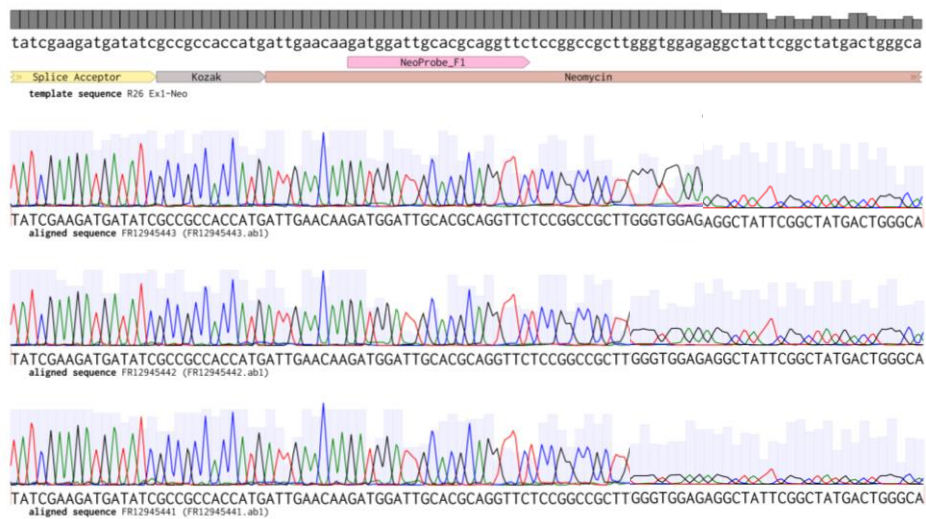 tatcgaagatgatatcgccgccaccatgattgaacaagatggattgcacgcaggttctccggccgcttgggtggagaggctattcggctatgactgggca
NeoProbe_F1
Splice Acceptor Kozak Neomycin
template sequence R26 Ex1-Neo
TATCGAAGATGATATCGCCGCCACCATGATTGAACAAGATGGATTGCACGCAGGTTCTCCGGCCGCTTGGGTGGAGAGGCTATTCGGCTATGACTGGGCA
aligned sequence FR12945443 (FR12945443.ab1)
TATCGAAGATGATATCGCCGCCACCATGATTGAACAAGATGGATTGCACGCAGGTTCTCCGGCCGCTTGGGTGGAGAGGCTATTCGGCTATGACTGGGCA
aligned sequence FR12945442 (FR12945442.ab1)
TATCGAAGATGATATCGCCGCCACCATGATTGAACAAGATGGATTGCACGCAGGTTCTCCGGCCGCTTGGGTGGAGAGGCTATTCGGCTATGACTGGGCA
aligned sequence FR12945441 (FR12945441.ab1)